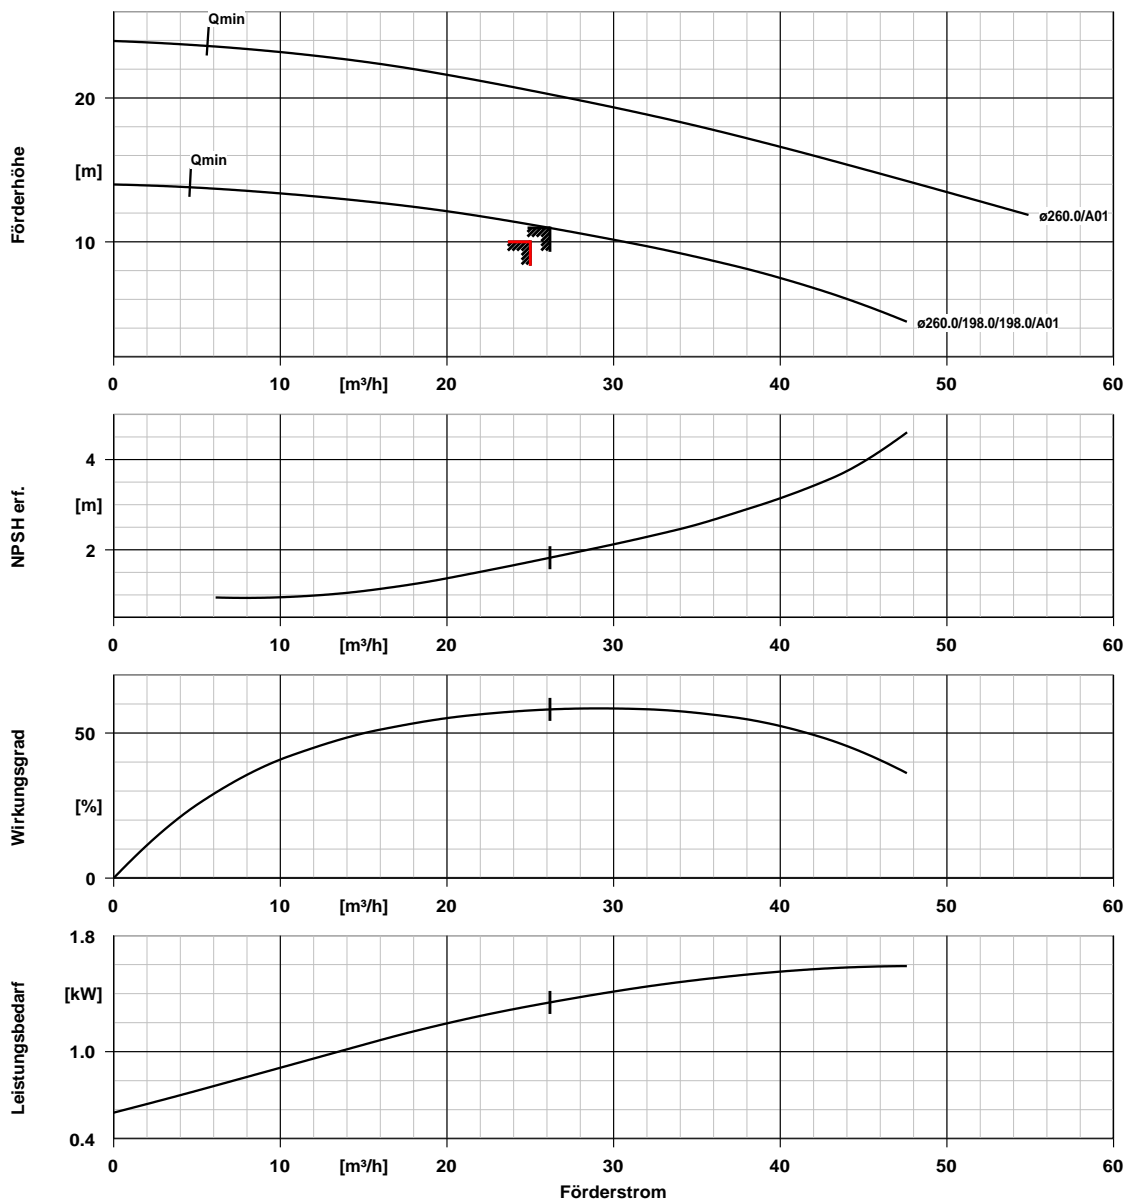 Qmin
20
Förderhöhe
[m]
Qmin
ø260.0/A01
10
ø260.0/198.0/198.0/A01
0 10 [m³/h] 20 30 40 50 60
4
NPSH erf.
[m]
2
0 10 [m³/h] 20 30 40 50 60
50
Wirkungsgrad
[%]
0
0 10 [m³/h] 20 30 40 50 60
1.8
Leistungsbedarf
[kW]
1.0
0.4
0 10 [m³/h] 20 30 40 50 60
Förderstrom